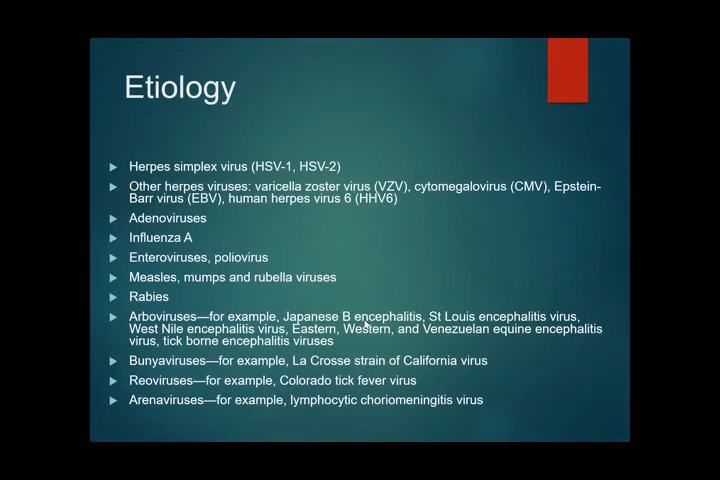 Etiology
Herpes simplex virus (HSV-1, HSV-2)
Other herpes viruses: varicella zoster virus (VZV), cytomegalovirus (CMV), Epstein-
Barr virus (EBV), human herpes virus 6 (HHV6)
Adenoviruses
Influenza A
Enteroviruses, poliovirus
Measles, mumps and rubella viruses
Rabies
Arboviruses—for example, Japanese B encephalitis, St Louis encephalitis virus,
West Nile encephalitis virus, Eastern, Western, and Venezuelan equine encephalitis
virus, tick borne encephalitis viruses
Bunyaviruses—for example, La Crosse strain of California virus
Reoviruses—for example, Colorado tick fever virus
Arenaviruses—for example, lymphocytic choriomeningitis virus